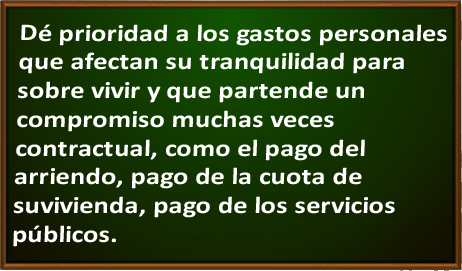 Dé prioridad a los gastos personales
que afectan su tranquilidad para
sobre vivir y que partende un
compromiso muchas veces
contractual, como el pago del
arriendo, pago de la cuota de
suvivienda, pago de los servicios
públicos.